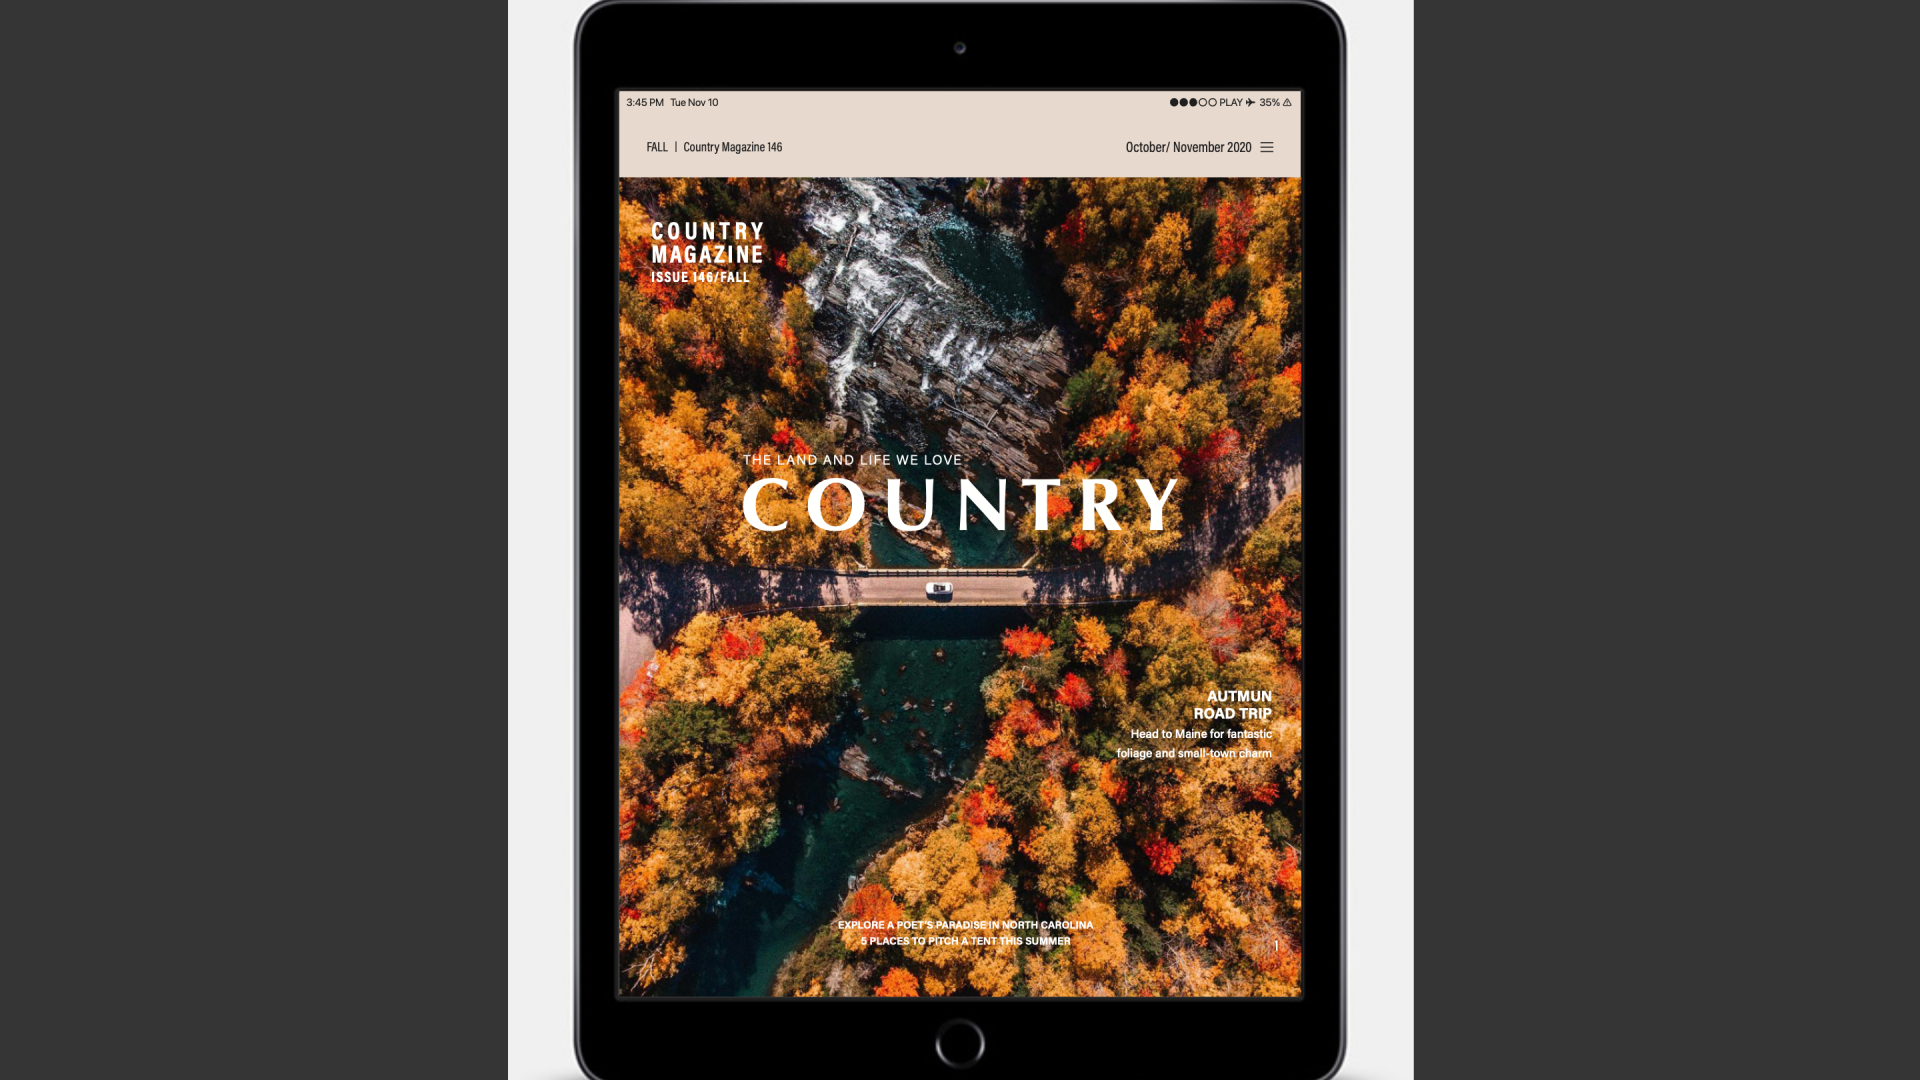 3:45 PM Tue Nov 10
PLAY 35%
FALL | Country Magazine 146
October/ November 2020
COUNTRY
MAGAZINE
ISSUE 146/FALL
THE LAND AND LIFE WE LOVE
COUNTRY
AUTMUN
ROAD TRIP
Head to Maine for fantastic
foliage and small-town charm
EXPLORE A POET'S PARADISE IN NORTH CAROLINA
5 PLACES TO PITCH A TENT THIS SUMMER
1